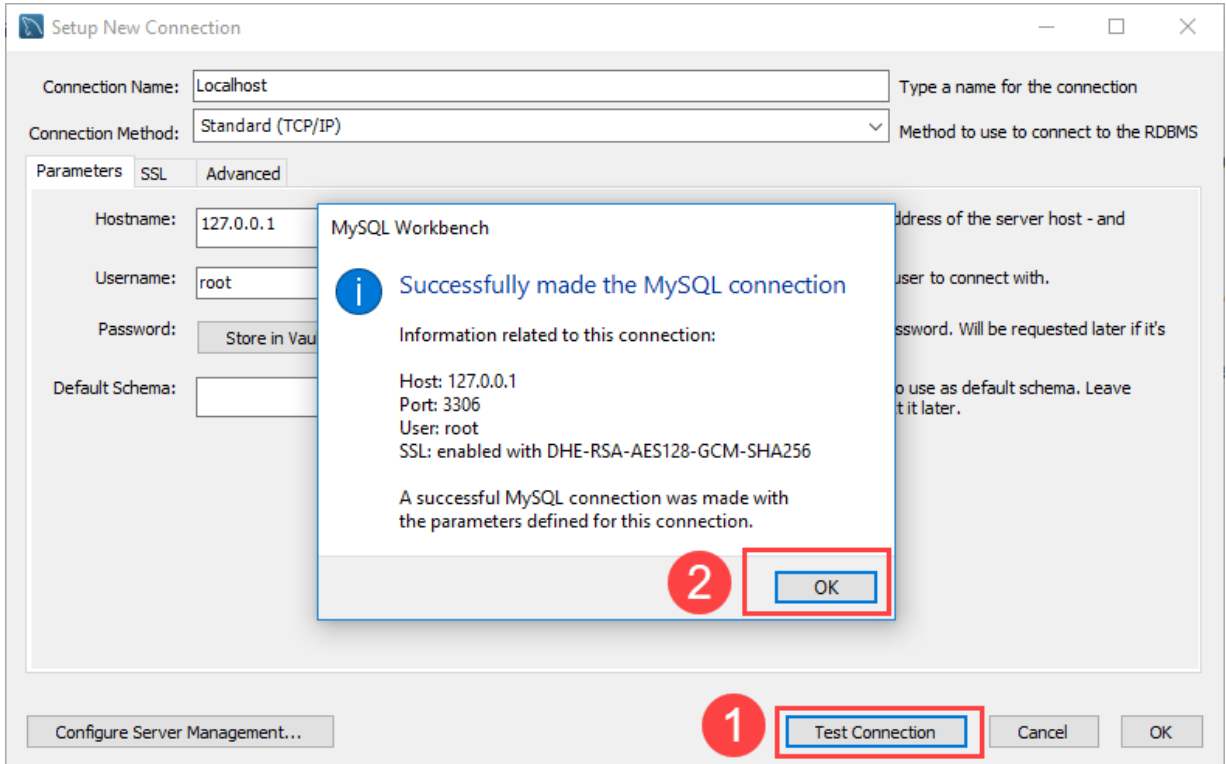 Setup New Connection
Connection Name: Localhost Type a name for the connection
Connection Method: Standard (TCP/IP) Method to use to connect to the RDBMS
Parameters SSL Advanced
Hostname: 127.0.0.1 ddress of the server host - and
MySQL Workbench
Username: root user to connect with.
Successfully made the MySQL connection
Password: Store in Vau ssword. Will be requested later if it's
Information related to this connection:
Default Schema: o use as default schema. Leave
t it later.
Host: 127.0.0.1
Port: 3306
User: root
SSL: enabled with DHE-RSA-AES128-GCM-SHA256
A successful MySQL connection was made with
the parameters defined for this connection.
2 OK
Configure Server Management... 1 Test Connection Cancel OK